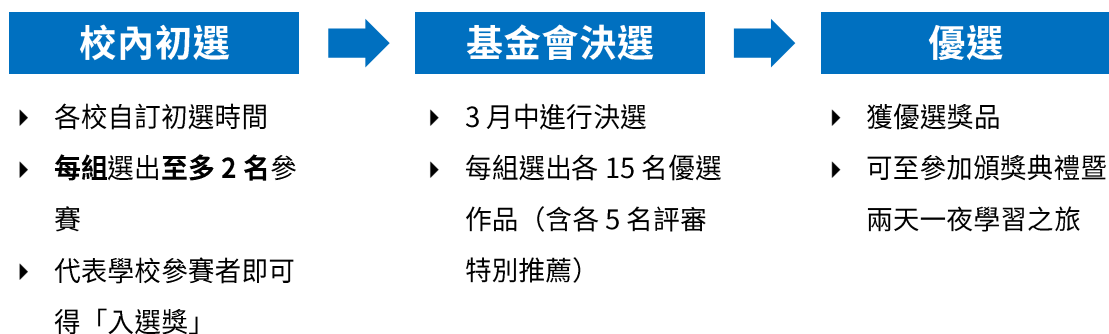 校內初選
各校自訂初選時間
每組選出至多 2 名參
賽
代表學校參賽者即可
得「入選獎」
基金會決選
3 月中進行決選
每組選出各 15 名優選
作品（含各 5 名評審
特別推薦）
優選
獲優選獎品
可至參加頒獎典禮暨
兩天一夜學習之旅